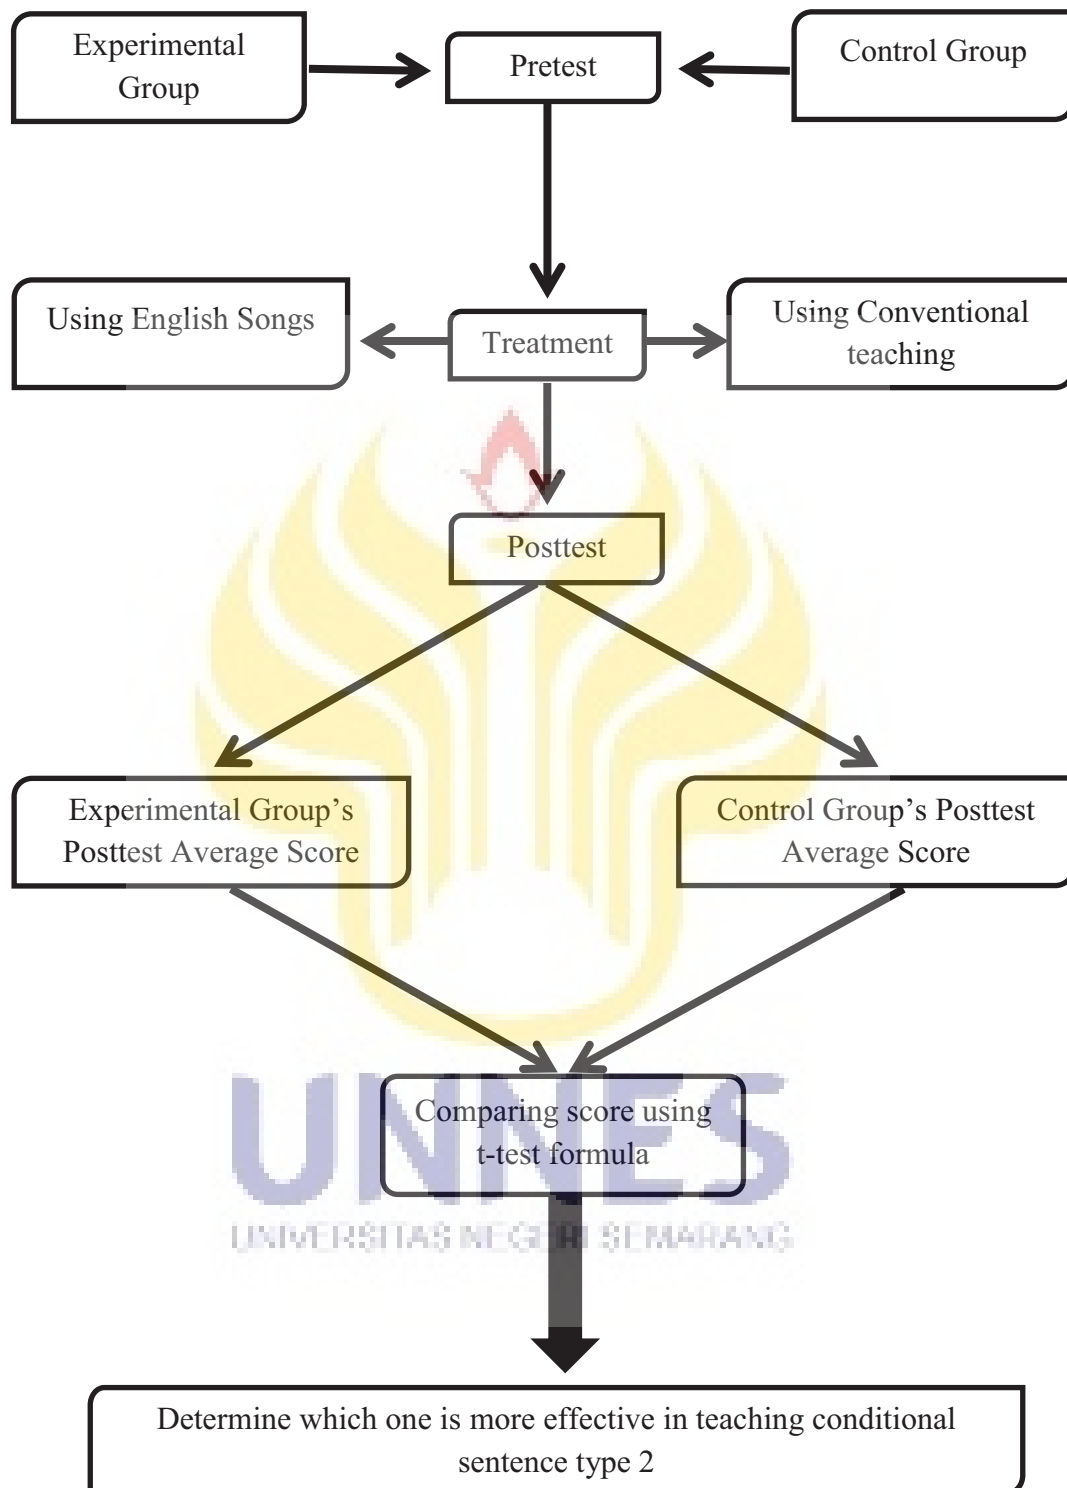 Experimental
Group
Pretest
Control Group
Using English Songs
Treatment
Using Conventional
teaching
Posttest
Experimental Group’s
Posttest Average Score
Control Group’s Posttest
Average Score
Comparing score using
t-test formula
UNNES
UNIVERSITAS NEGERI SEMARANG
Determine which one is more effective in teaching conditional
sentence type 2